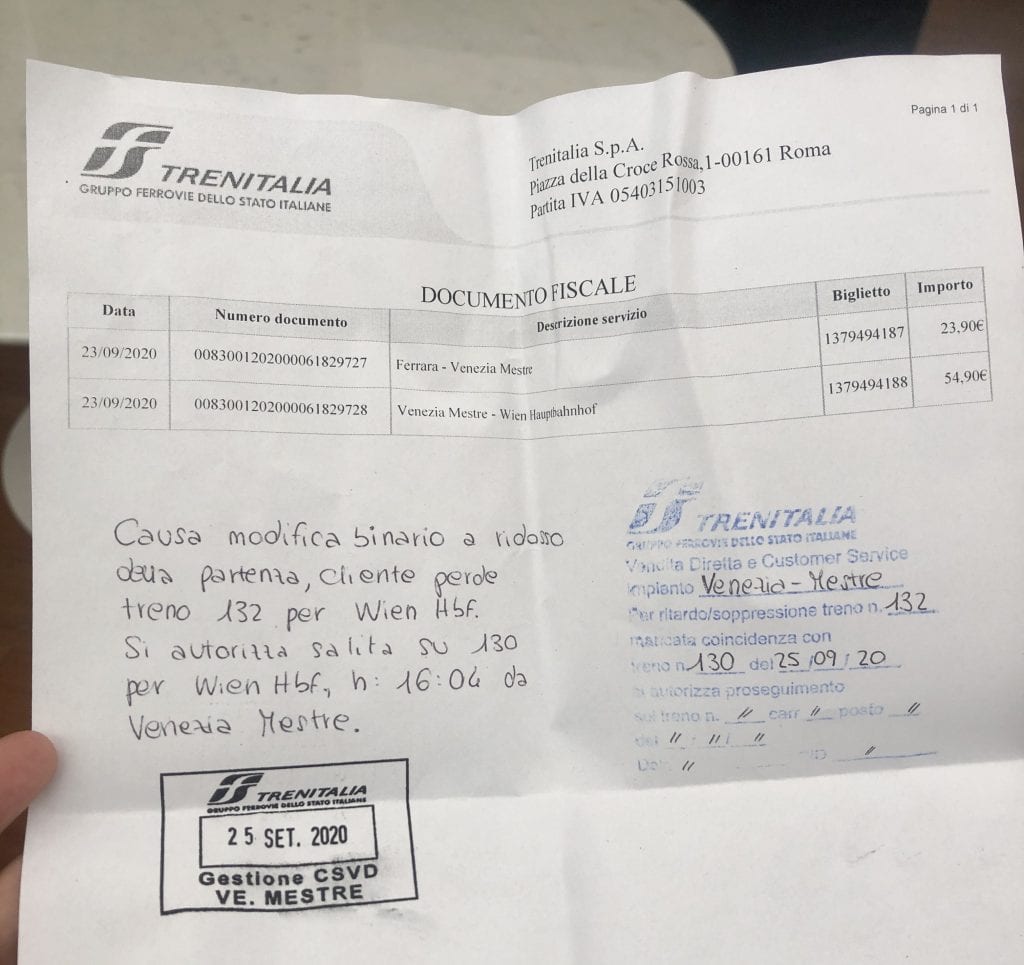 Pagina 1 di 1
TRENITALIA
GRUPPO FERROVIE DELLO STATO ITALIANE
Trenitalia S.p.A.
Piazza della Croce Rossa,1-00161 Roma
Partita IVA 05403151003
DOCUMENTO FISCALE
Data Numero documento Descrizione servizio Biglietto Importo
23/09/2020 0083001202000061829727 Ferrara - Venezia Mestre 1379494187 23,90€
23/09/2020 0083001202000061829728 Venezia Mestre - Wien Hauptbahnhof 1379494188 54,90€
Causa modifica binario a ridosso
della partenza, cliente perde
treno 132 per Wien Hbf.
Si autorizza salita su 130
per Wien Hbf, h: 16:04 da
Venezia Mestre.
TRENITALIA
GRUPPO FERROVIE DELLO STATO ITALIANE
Vendita Diretta e Customer Service
Impianto Venezia-Mestre
Per ritardo/soppressione treno n. 132
mancata coincidenza con
treno n. 130 del 25/09/20
si autorizza proseguimento
sul treno n. // carr // posto //
del // //
//
TRENITALIA
GRUPPO FERROVIE DELLO STATO ITALIANE
25 SET. 2020
Gestione CSVD
VE. MESTRE